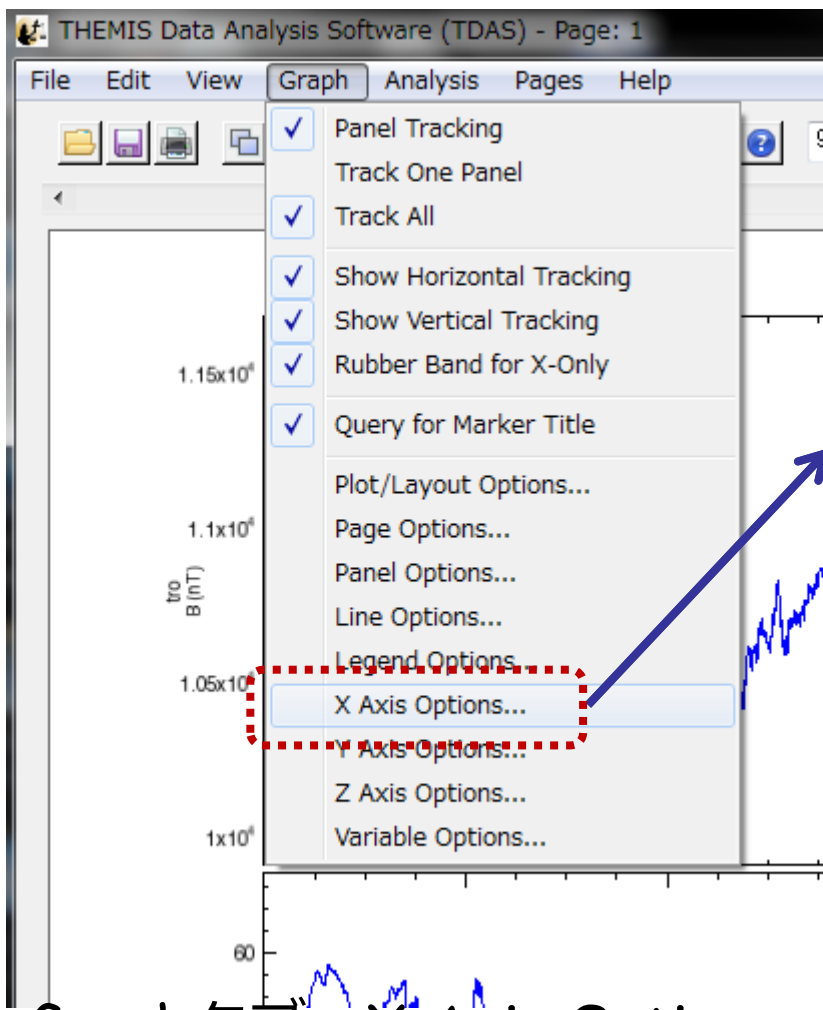 THEMIS Data Analysis Software (TDAS) - Page: 1
File Edit View Graph Analysis Pages Help
Panel Tracking
Track One Panel
Track All
Show Horizontal Tracking
Show Vertical Tracking
Rubber Band for X-Only
Query for Marker Title
Plot/Layout Options...
Page Options...
Panel Options...
Line Options...
Legend Options...
X Axis Options...
Y Axis Options...
Z Axis Options...
Variable Options...
1.15x10⁴
1.1x10⁴
tro
B (nT)
1.05x10⁴
1x10⁴
60